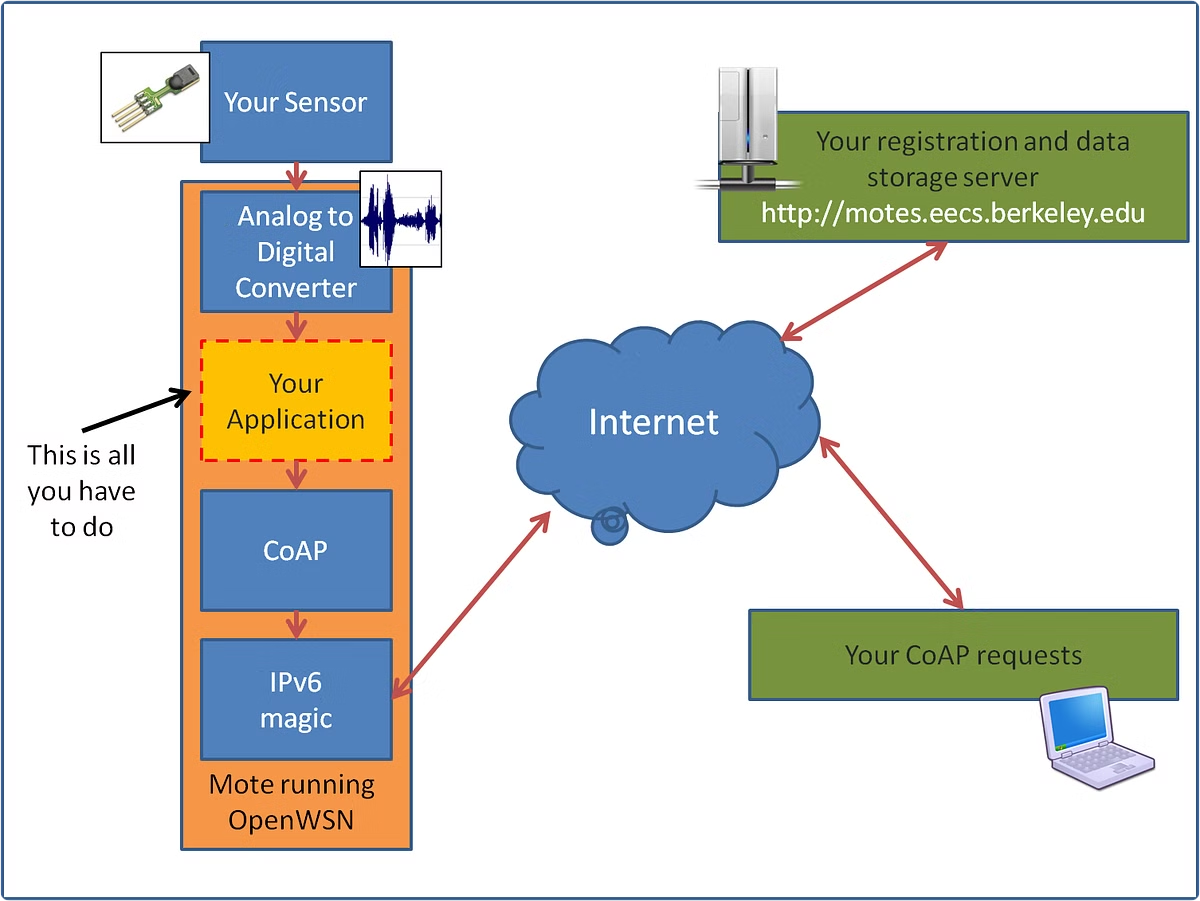 Your Sensor
Analog to
Digital
Converter
Your
Application
This is all
you have
to do
CoAP
IPv6
magic
Mote running
OpenWSN
Internet
Your registration and data
storage server
http://motes.eecs.berkeley.edu
Your CoAP requests